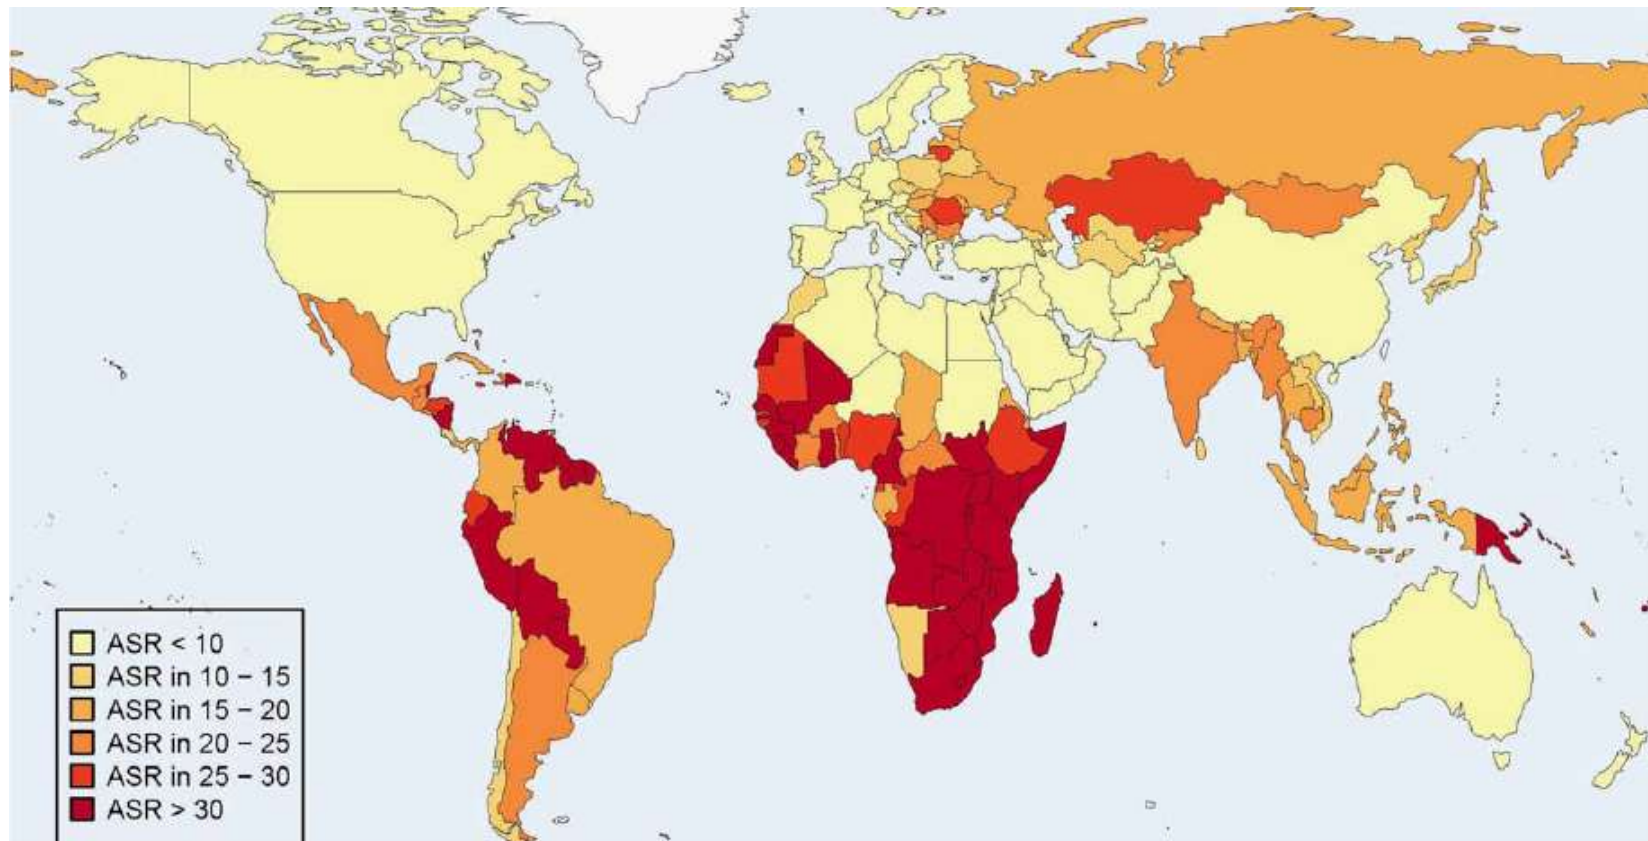 ASR < 10
ASR in 10 – 15
ASR in 15 – 20
ASR in 20 – 25
ASR in 25 – 30
ASR > 30